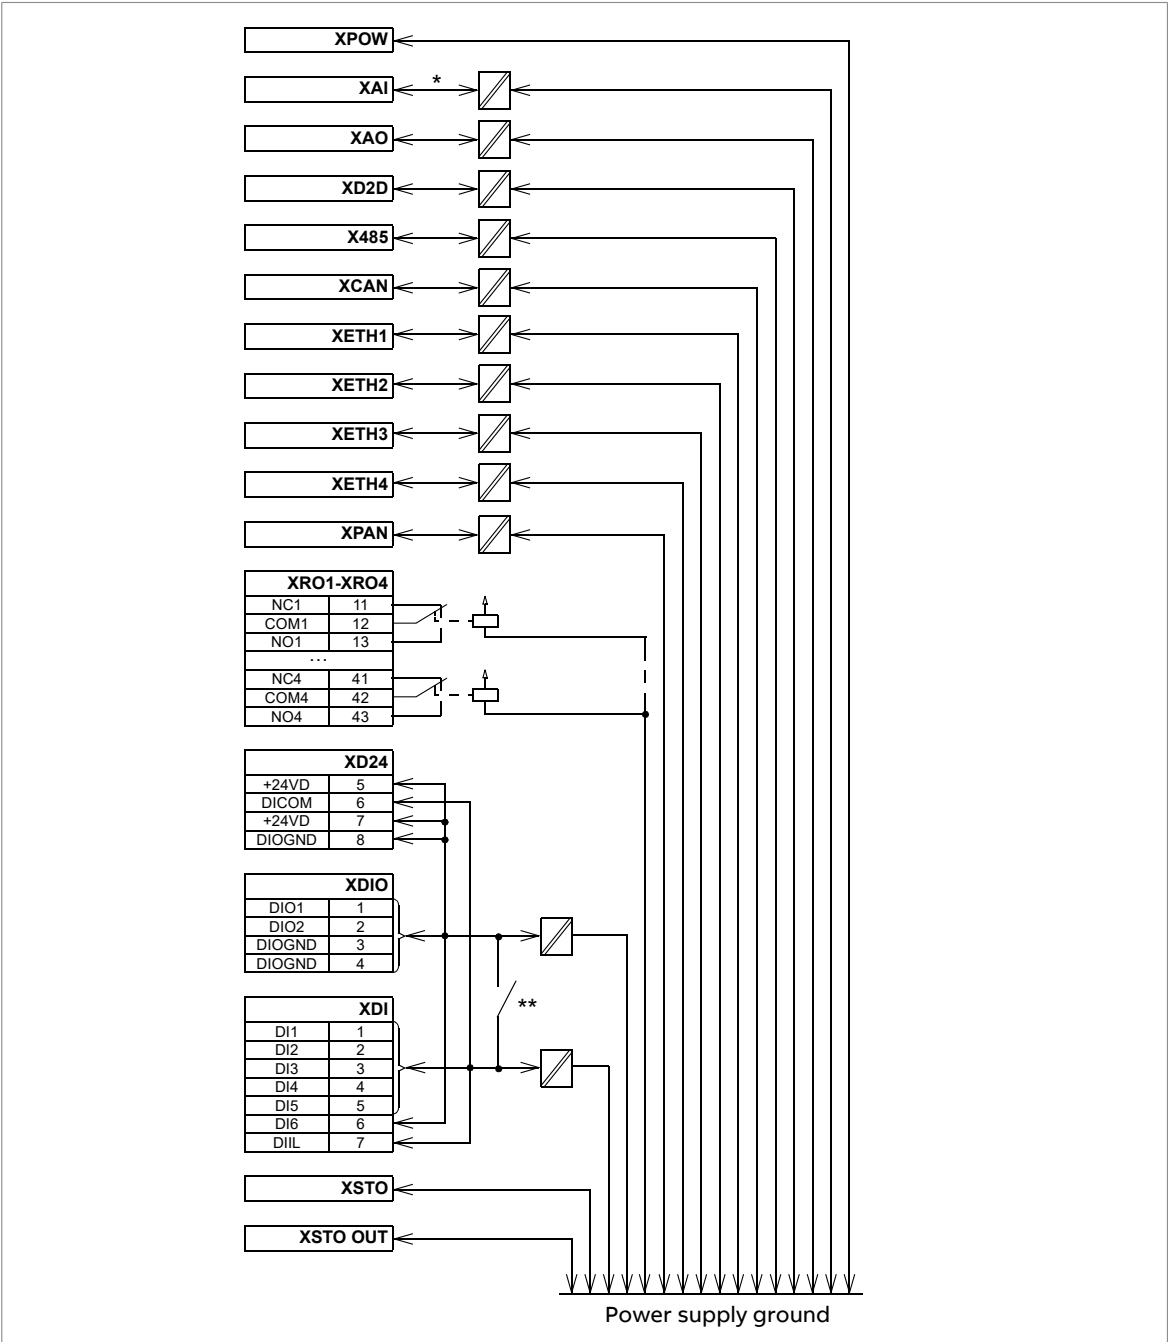 XPOW
XAI *
XAO
XD2D
X485
XCAN
XETH1
XETH2
XETH3
XETH4
XPAN
XRO1-XRO4
NC1 11
COM1 12
NO1 13
...
NC4 41
COM4 42
NO4 43
XD24
+24VD 5
DICOM 6
+24VD 7
DIOGND 8
XDIO
DIO1 1
DIO2 2
DIOGND 3
DIOGND 4
**
XDI
DI1 1
DI2 2
DI3 3
DI4 4
DI5 5
DI6 6
DIIL 7
XSTO
XSTO OUT
Power supply ground